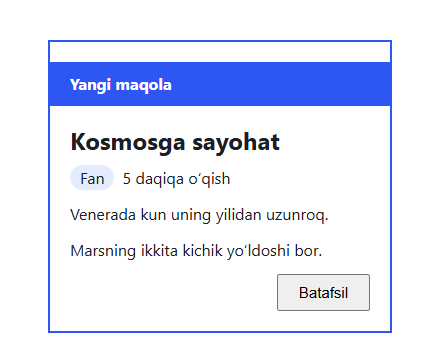 Yangi maqola
Kosmosga sayohat
Fan 5 daqiqa oʻqish
Venerada kun uning yilidan uzunroq.
Marsning ikkita kichik yoʻldoshi bor.
Batafsil